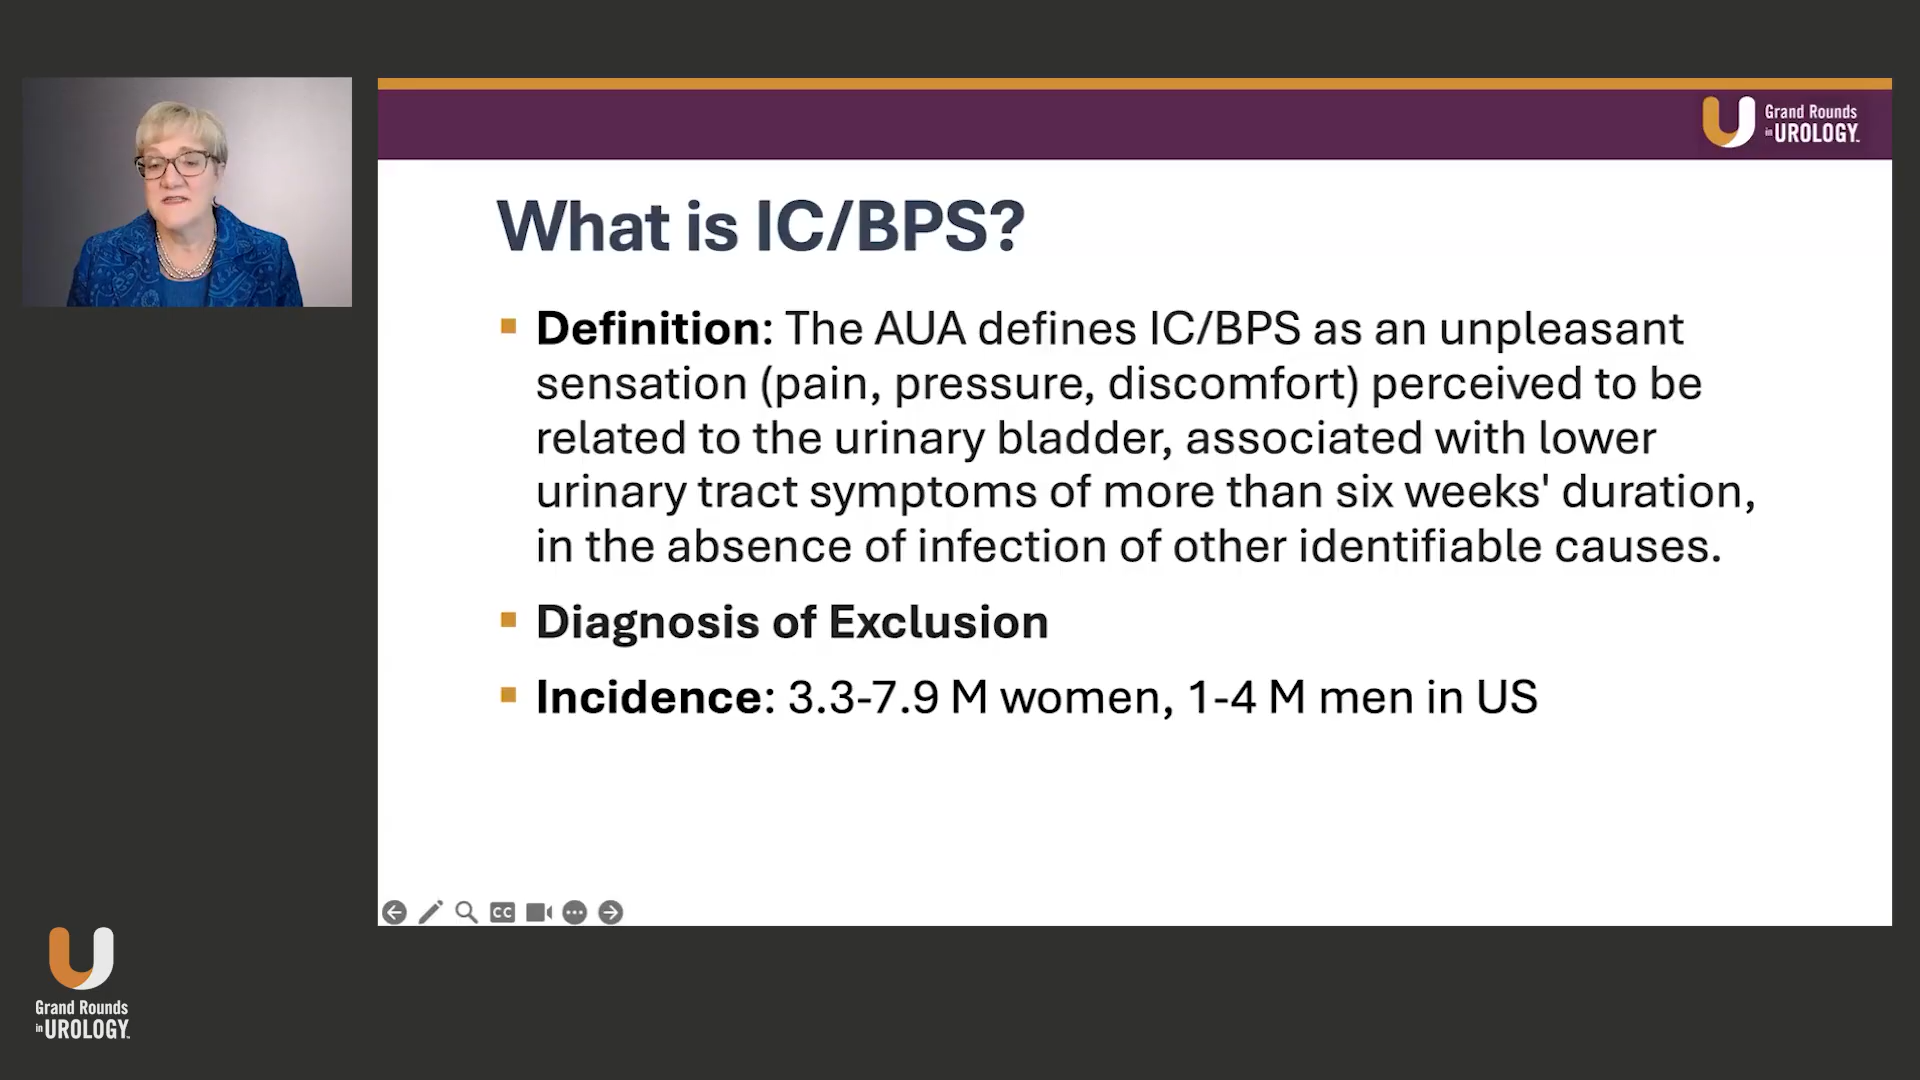 Grand Rounds
in UROLOGY™
What is IC/BPS?
Definition: The AUA defines IC/BPS as an unpleasant
sensation (pain, pressure, discomfort) perceived to be
related to the urinary bladder, associated with lower
urinary tract symptoms of more than six weeks' duration,
in the absence of infection of other identifiable causes.
Diagnosis of Exclusion
Incidence: 3.3-7.9 M women, 1-4 M men in US
CC
Grand Rounds
in UROLOGY™